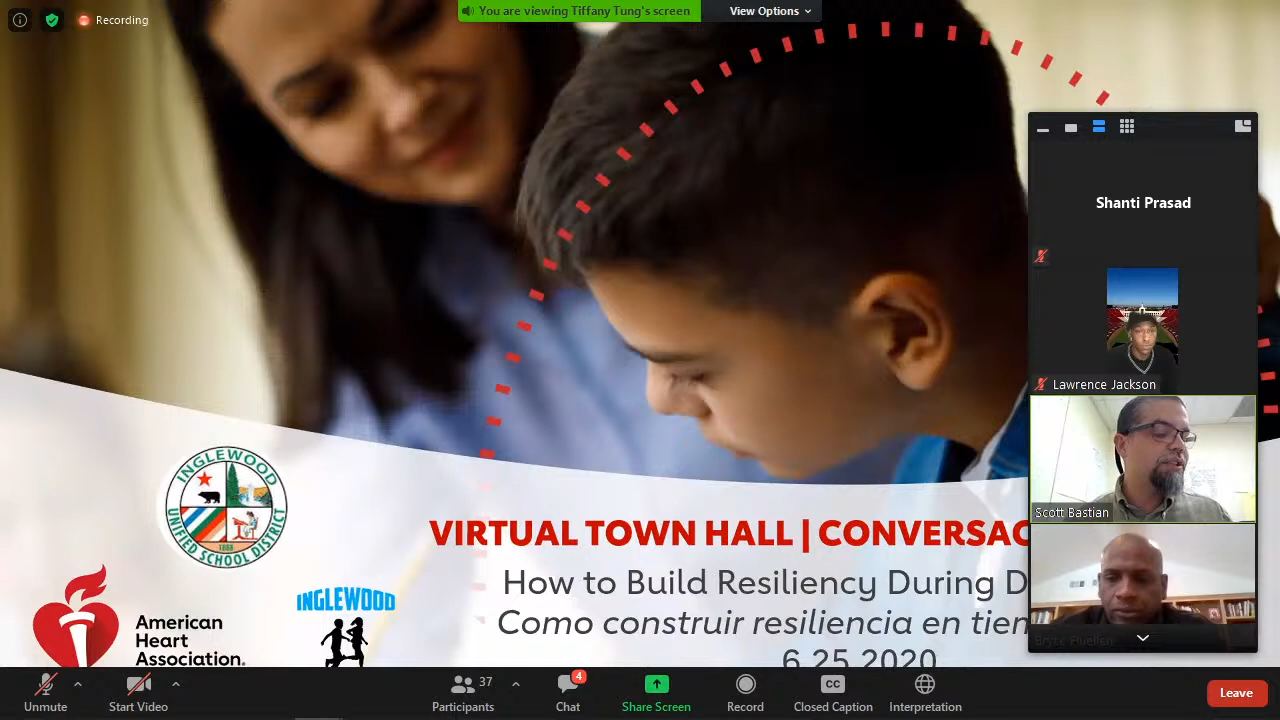 Recording
You are viewing Tiffany Tung's screen
View Options
Shanti Prasad
Lawrence Jackson
Scott Bastian
INGLEWOOD
UNIFIED SCHOOL DISTRICT
1888
American
Heart
Association.
INGLEWOOD
VIRTUAL TOWN HALL | CONVERSAC
How to Build Resiliency During D
Como construir resiliencia en tien
6.25.2020
Unmute
Start Video
37
Participants
4
Chat
Share Screen
Record
CC
Closed Caption
Interpretation
Leave